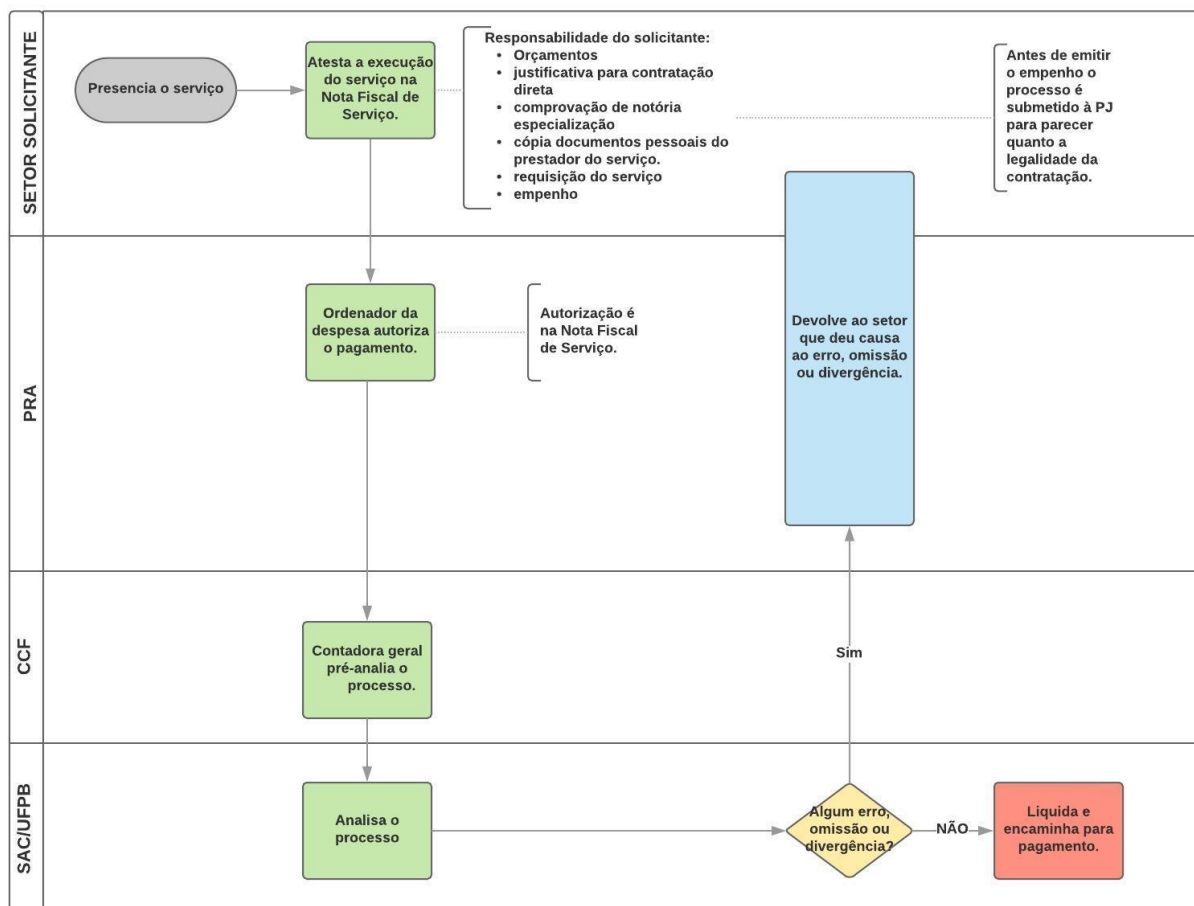 SETOR SOLICITANTE
Presencia o serviço
Atesta a execução
do serviço na
Nota Fiscal de
Serviço.
Responsabilidade do solicitante:
• Orçamentos
• justificativa para contratação
direta
• comprovação de notória
especialização
• cópia documentos pessoais do
prestador do serviço.
• requisição do serviço
• empenho
Antes de emitir
o empenho o
processo é
submetido à PJ
para parecer
quanto a
legalidade da
contratação.
PRA
Ordenador da
despesa autoriza
o pagamento.
Autorização é
na Nota Fiscal
de Serviço.
Devolve ao setor
que deu causa
ao erro, omissão
ou divergência.
CCF
Contadora geral
pré-analia o
processo.
Sim
SAC/UFPB
Analisa o
processo
Algum erro,
omissão ou
divergência?
NÃO
Liquida e
encaminha para
pagamento.